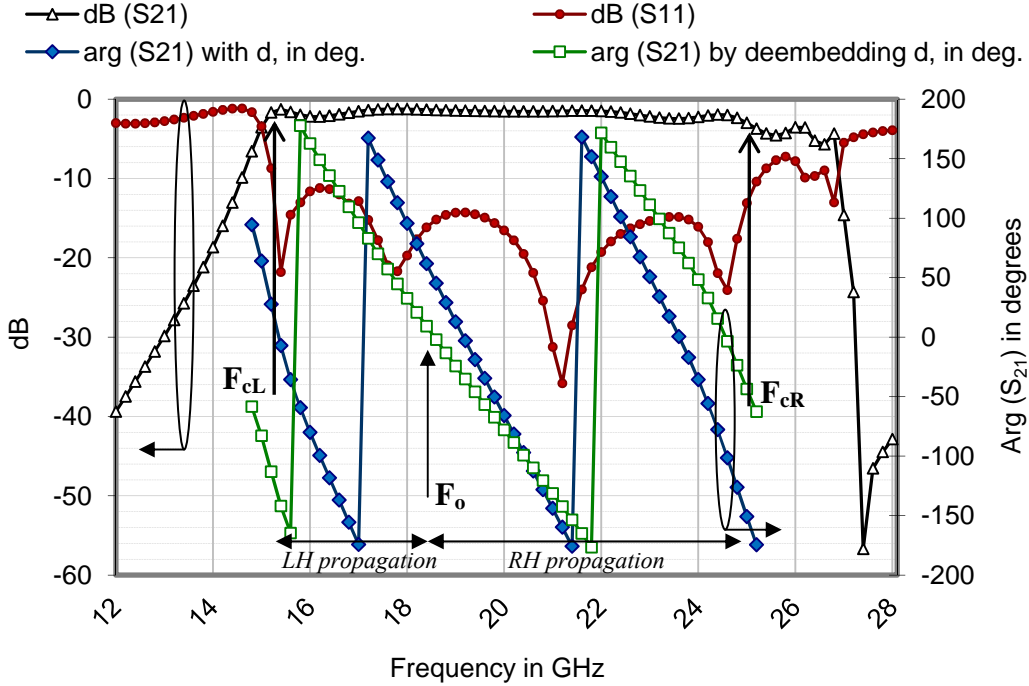 dB (S21)
dB (S11)
arg (S21) with d, in deg.
arg (S21) by deembedding d, in deg.
0
-10
-20
-30
-40
-50
-60
dB
200
150
100
50
0
-50
-100
-150
-200
Arg (S21) in degrees
FcL
FcR
Fo
LH propagation
RH propagation
12
14
16
18
20
22
24
26
28
Frequency in GHz